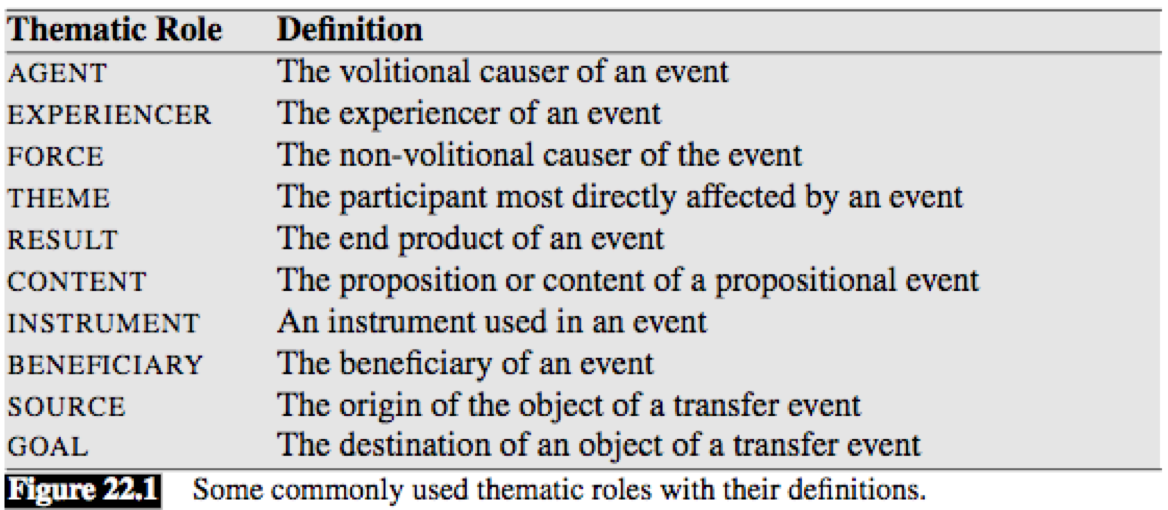 Thematic Role Definition
AGENT The volitional causer of an event
EXPERIENCER The experiencer of an event
FORCE The non-volitional causer of the event
THEME The participant most directly affected by an event
RESULT The end product of an event
CONTENT The proposition or content of a propositional event
INSTRUMENT An instrument used in an event
BENEFICIARY The beneficiary of an event
SOURCE The origin of the object of a transfer event
GOAL The destination of an object of a transfer event
Figure 22.1 Some commonly used thematic roles with their definitions.